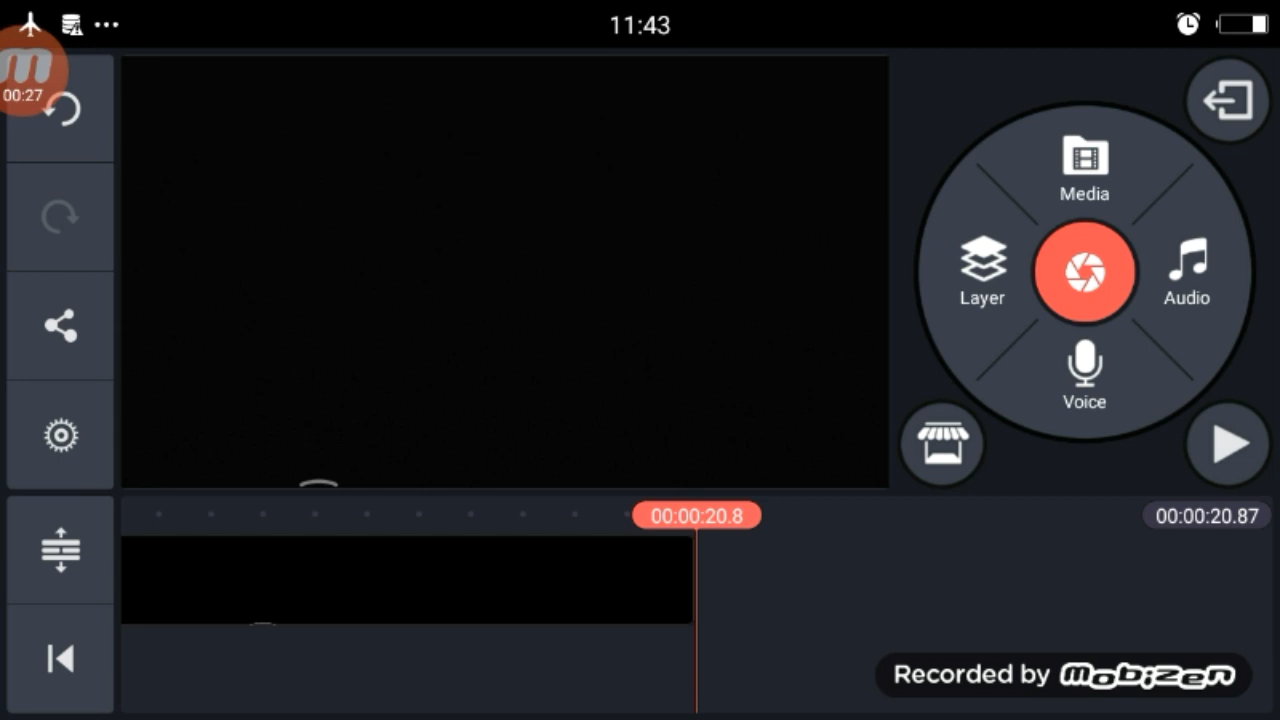 11:43
m
00:27
Media
Layer
Audio
Voice
00:00:20.8
00:00:20.87
Recorded by mobizen